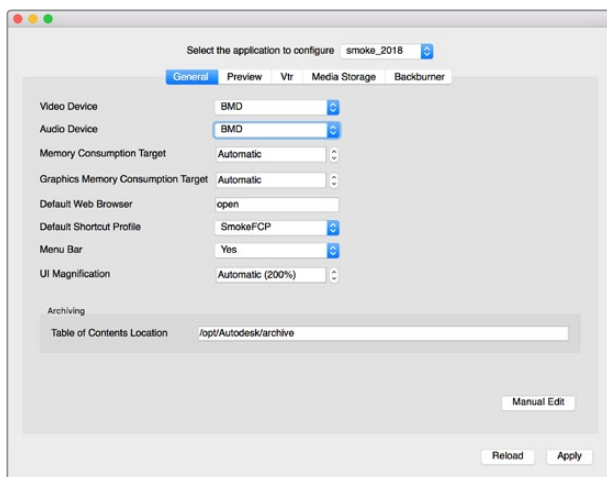 Select the application to configure smoke_2018
General Preview Vtr Media Storage Backburner
Video Device BMD
Audio Device BMD
Memory Consumption Target Automatic
Graphics Memory Consumption Target Automatic
Default Web Browser open
Default Shortcut Profile SmokeFCP
Menu Bar Yes
UI Magnification Automatic (200%)
Archiving
Table of Contents Location /opt/Autodesk/archive
Manual Edit
Reload Apply